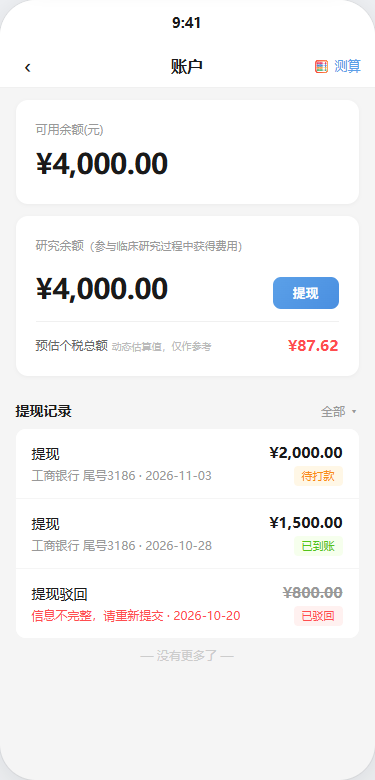 9:41
‹ 账户 测算
可用余额(元)
¥4,000.00
研究余额（参与临床研究过程中获得费用）
¥4,000.00 提现
预估个税总额 动态估算值，仅作参考 ¥87.62
提现记录 全部
提现 ¥2,000.00
工商银行 尾号3186 · 2026-11-03 待打款
提现 ¥1,500.00
工商银行 尾号3186 · 2026-10-28 已到账
提现驳回 ¥800.00
信息不完整，请重新提交 · 2026-10-20 已驳回
— 没有更多了 —